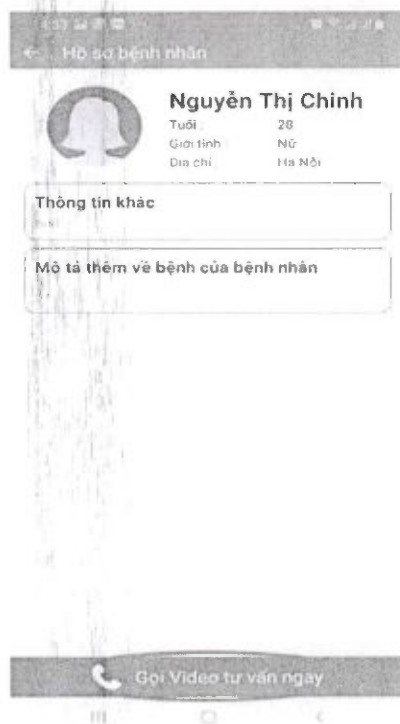 Hồ sơ bệnh nhân
Nguyễn Thị Chinh
Tuổi : 28
Giới tính Nữ
Địa chỉ Hà Nội
Thông tin khác
Mô tả thêm về bệnh của bệnh nhân
Gọi Video tư vấn ngay